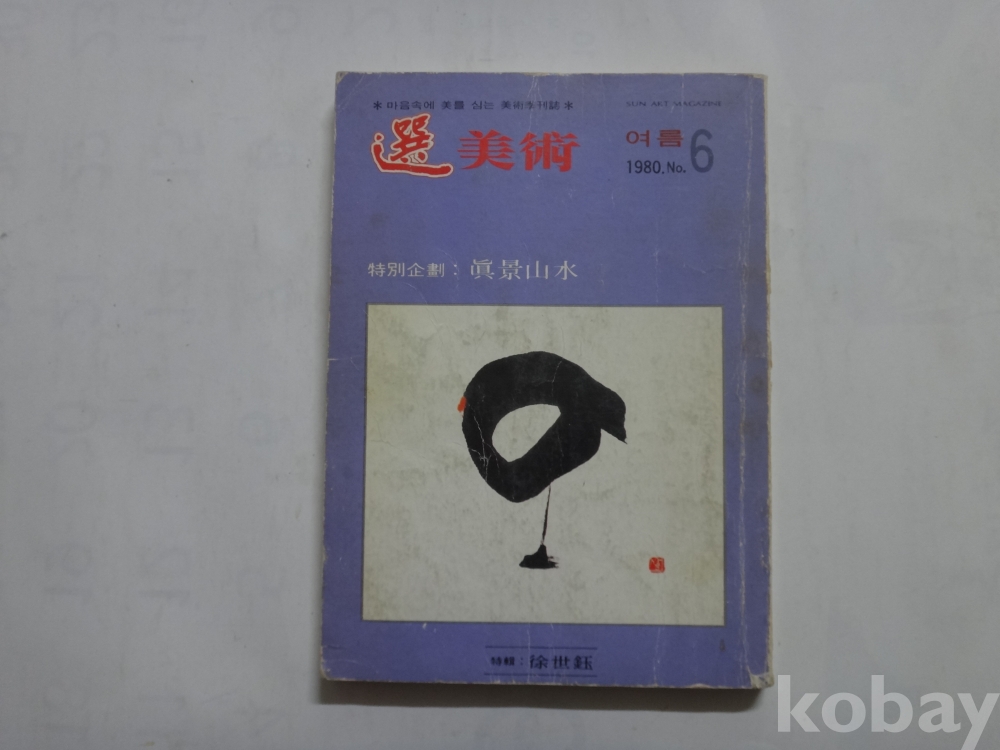 *마음속에 美를 심는 美術季刊誌*
SUN ART MAGAZINE
選 美術
여름
1980, No. 6
特別企劃 : 眞景山水
特輯 : 徐世鈺
kobay